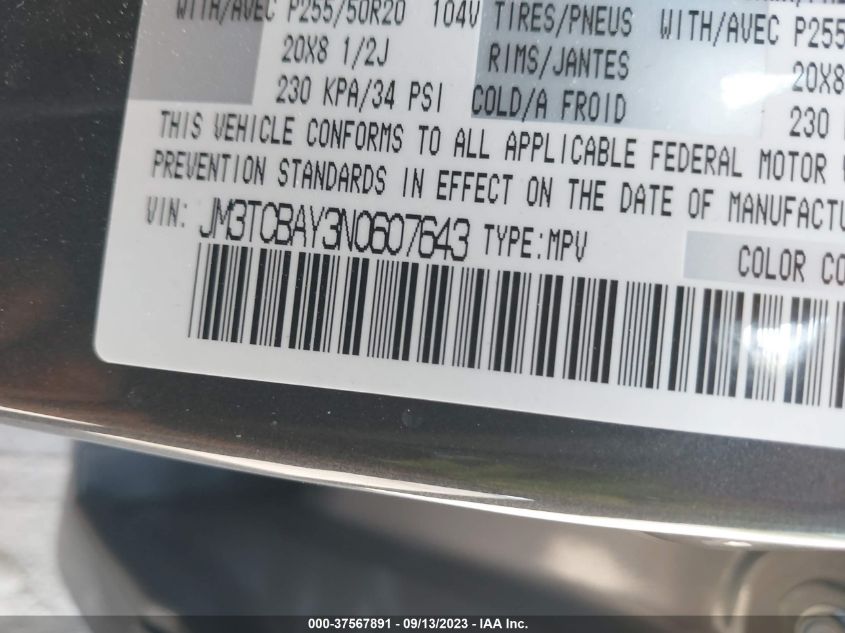 WITH/AVEC P255/50R20 104V TIRES/PNEUS WITH/AVEC P255
20X8 1/2J RIMS/JANTES 20X8
230 KPA/34 PSI COLD/A FROID 230
THIS VEHICLE CONFORMS TO ALL APPLICABLE FEDERAL MOTOR V
PREVENTION STANDARDS IN EFFECT ON THE DATE OF MANUFACTU
VIN: JM3TCBAY3N0607643 TYPE:MPV
COLOR CO
000-37567891 - 09/13/2023 - IAA Inc.